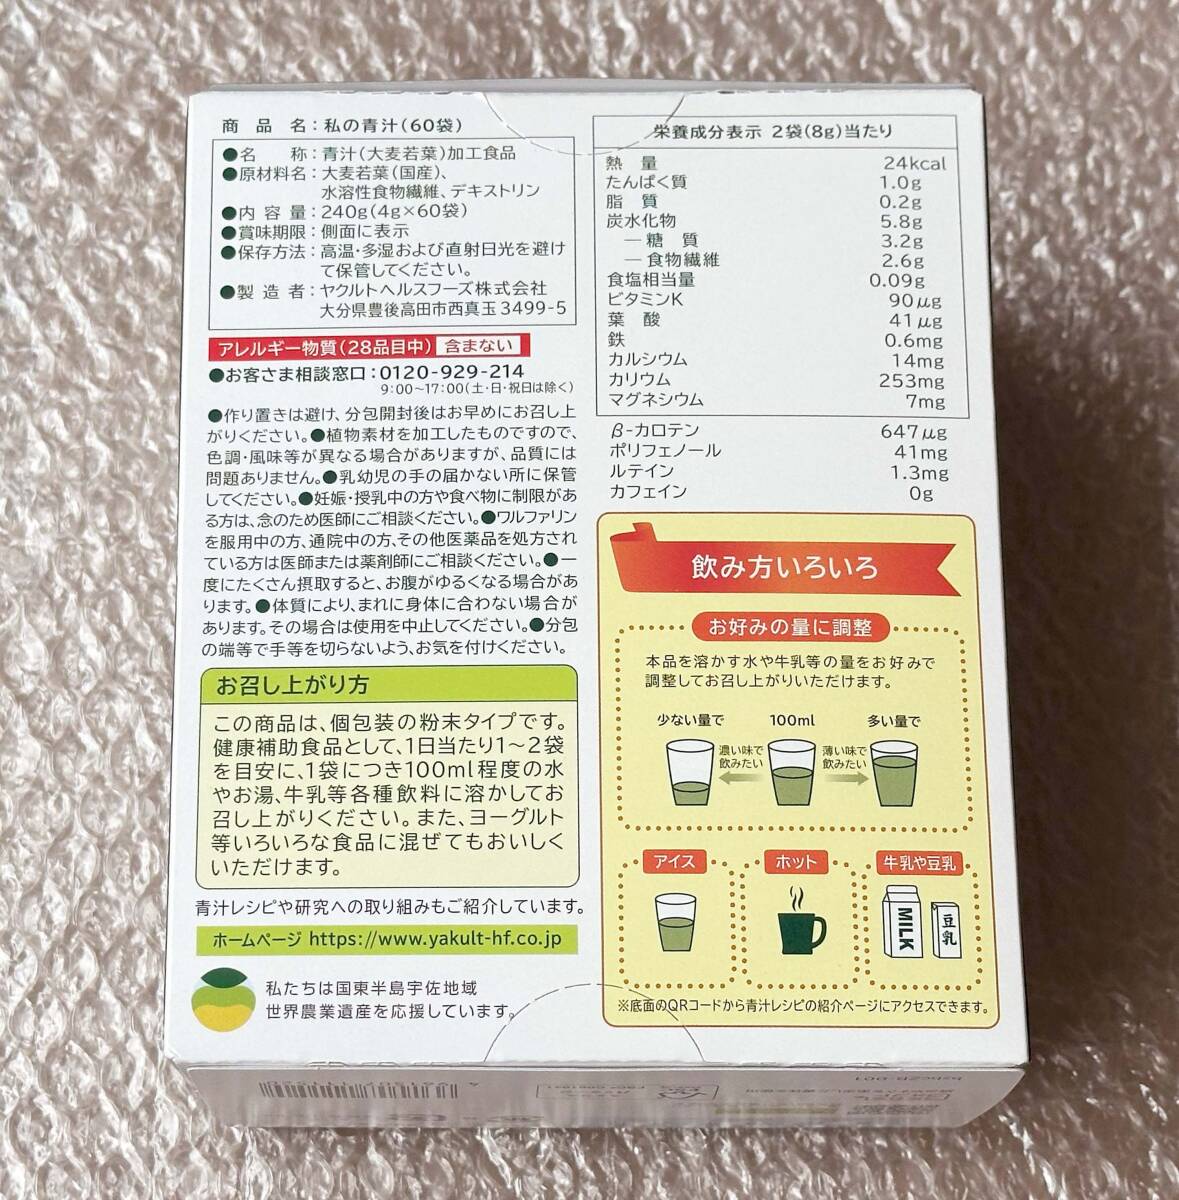 商品名:私の青汁(60袋)
●名称:青汁(大麦若葉)加工食品
●原材料名:大麦若葉(国産)、
水溶性食物繊維、デキストリン
●内容量:240g(4g×60袋)
●賞味期限:側面に表示
●保存方法:高温・多湿および直射日光を避け
て保管してください。
●製造者:ヤクルトヘルスフーズ株式会社
大分県豊後高田市西真玉3499-5
アレルギー物質(28品目中) 含まない
●お客さま相談窓口:0120-929-214
9:00〜17:00(土・日・祝日は除く)
●作り置きは避け、分包開封後はお早めにお召し上
がりください。●植物素材を加工したものですので、
色調・風味等が異なる場合がありますが、品質には
問題ありません。●乳幼児の手の届かない所に保管
してください。●妊娠・授乳中の方や食べ物に制限があ
る方は、念のため医師にご相談ください。●ワルファリン
を服用中の方、通院中の方、その他医薬品を処方され
ている方は医師または薬剤師にご相談ください。●一
度にたくさん摂取すると、お腹がゆるくなる場合があ
ります。●体質により、まれに身体に合わない場合が
あります。その場合は使用を中止してください。●分包
の端等で手等を切らないよう、お気を付けください。
お召し上がり方
この商品は、個包装の粉末タイプです。
健康補助食品として、1日当たり1〜2袋
を目安に、1袋につき100ml程度の水
やお湯、牛乳等各種飲料に溶かしてお
召し上がりください。また、ヨーグルト
等いろいろな食品に混ぜてもおいしく
いただけます。
青汁レシピや研究への取り組みもご紹介しています。
ホームページ https://www.yakult-hf.co.jp
私たちは国東半島宇佐地域
世界農業遺産を応援しています。
栄養成分表示 2袋(8g)当たり
熱量 24kcal
たんぱく質 1.0g
脂質 0.2g
炭水化物 5.8g
―糖質 3.2g
―食物繊維 2.6g
食塩相当量 0.09g
ビタミンK 90μg
葉酸 41μg
鉄 0.6mg
カルシウム 14mg
カリウム 253mg
マグネシウム 7mg
β-カロテン 647μg
ポリフェノール 41mg
ルテイン 1.3mg
カフェイン 0g
飲み方いろいろ
お好みの量に調整
本品を溶かす水や牛乳等の量をお好みで
調整してお召し上がりいただけます。
少ない量で 100ml 多い量で
濃い味で 薄い味で
飲みたい 飲みたい
アイス ホット 牛乳や豆乳
MILK 豆乳
※底面のQRコードから青汁レシピの紹介ページにアクセスできます。